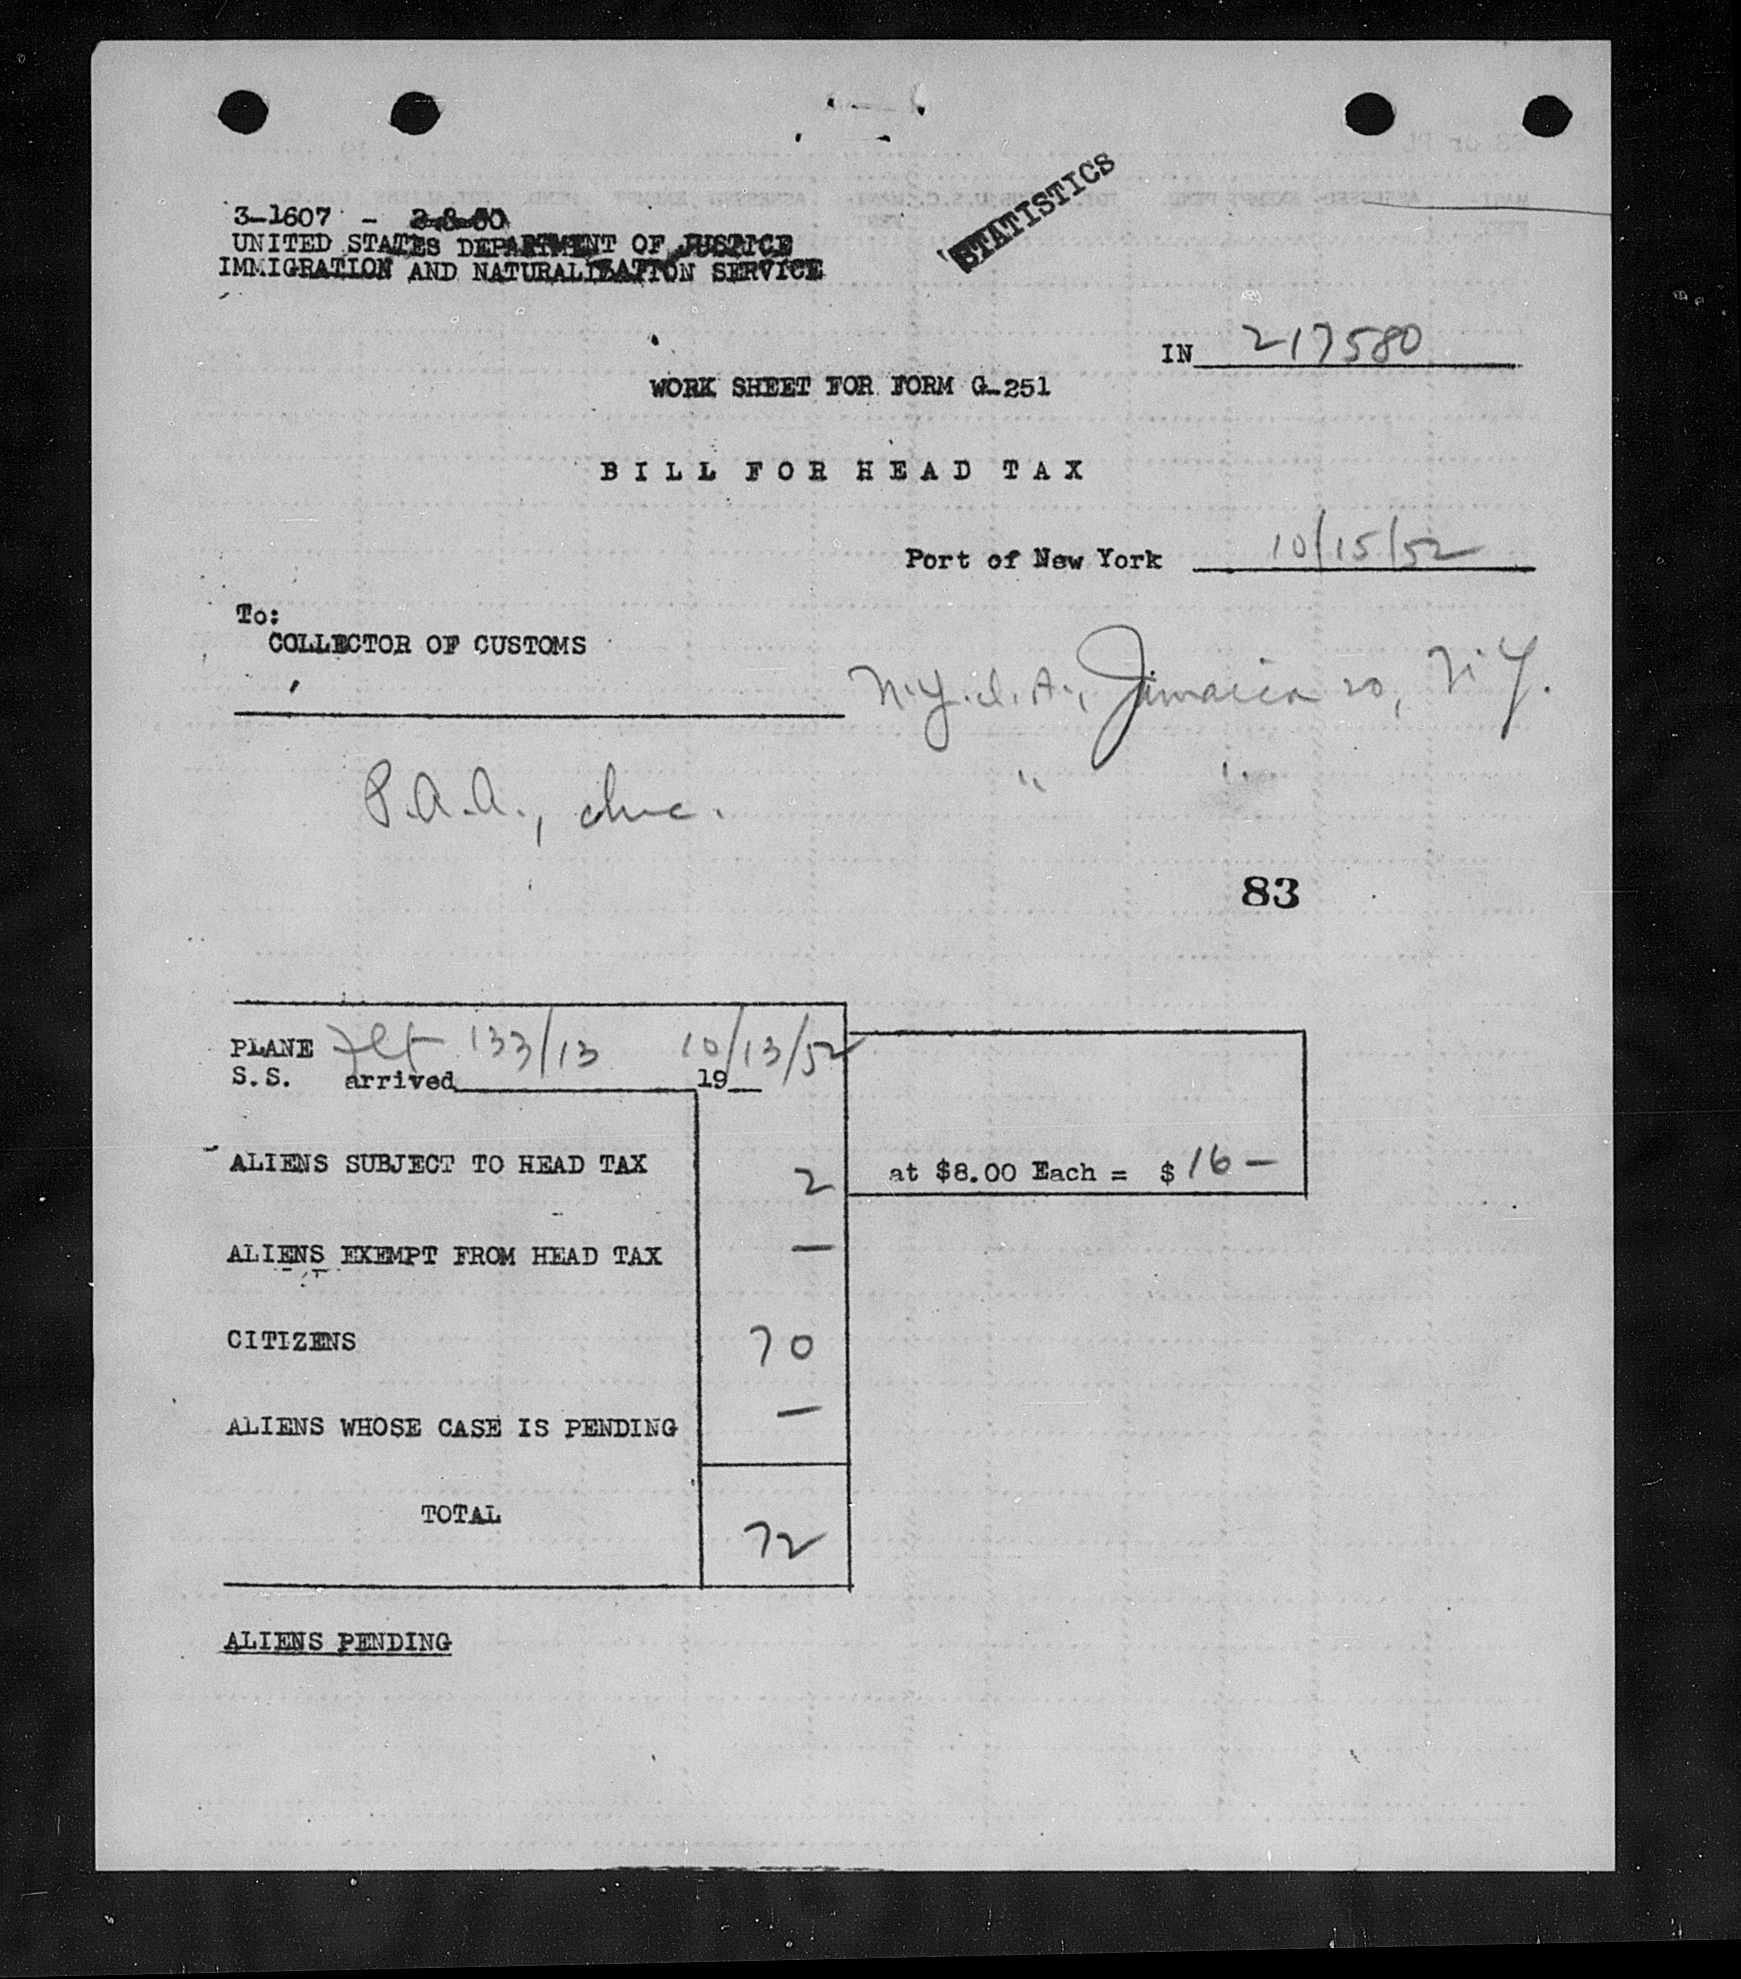 STATISTICS
3-1607 - 2-8-50
UNITED STATES DEPARTMENT OF JUSTICE
IMMIGRATION AND NATURALIZATION SERVICE
IN 217580
WORK SHEET FOR FORM G-251
BILL FOR HEAD TAX
Port of New York 10/15/52
To:
COLLECTOR OF CUSTOMS
N.Y.I.A., Jamaica 20, N.Y.
P.A.A., Inc. " "
83
PLANE Flt 133/13 10/13/52
S.S. arrived 19
ALIENS SUBJECT TO HEAD TAX 2 at $8.00 Each = $ 16 —
ALIENS EXEMPT FROM HEAD TAX —
CITIZENS 70
ALIENS WHOSE CASE IS PENDING —
TOTAL 72
ALIENS PENDING